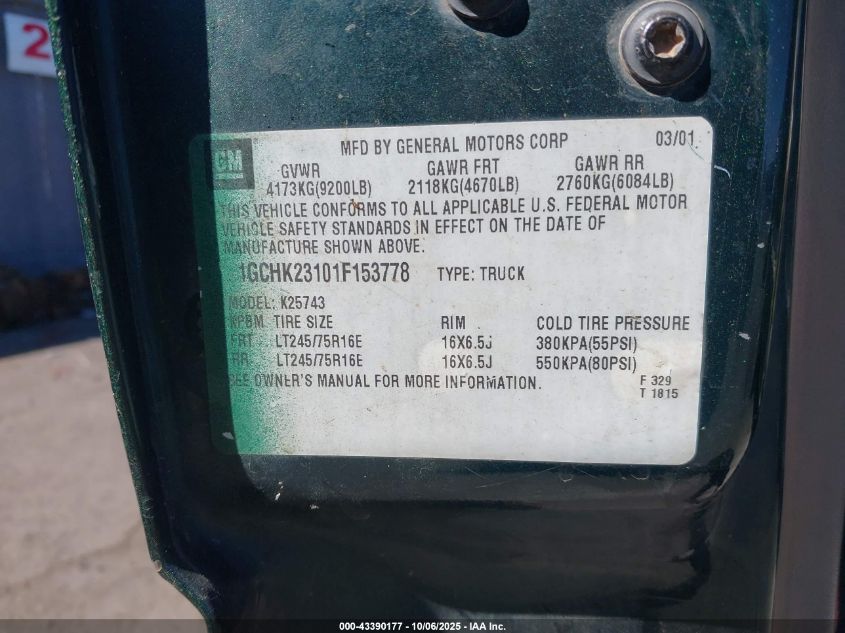 2
GM
MFD BY GENERAL MOTORS CORP 03/01
GVWR GAWR FRT GAWR RR
4173KG(9200LB) 2118KG(4670LB) 2760KG(6084LB)
THIS VEHICLE CONFORMS TO ALL APPLICABLE U.S. FEDERAL MOTOR
VEHICLE SAFETY STANDARDS IN EFFECT ON THE DATE OF
MANUFACTURE SHOWN ABOVE.
1GCHK23101F153778 TYPE: TRUCK
MODEL: K25743
KPBM TIRE SIZE RIM COLD TIRE PRESSURE
FRT LT245/75R16E 16X6.5J 380KPA(55PSI)
RR LT245/75R16E 16X6.5J 550KPA(80PSI)
SEE OWNER'S MANUAL FOR MORE INFORMATION.
F 329
T 1815
000-43390177 - 10/06/2025 - IAA Inc.